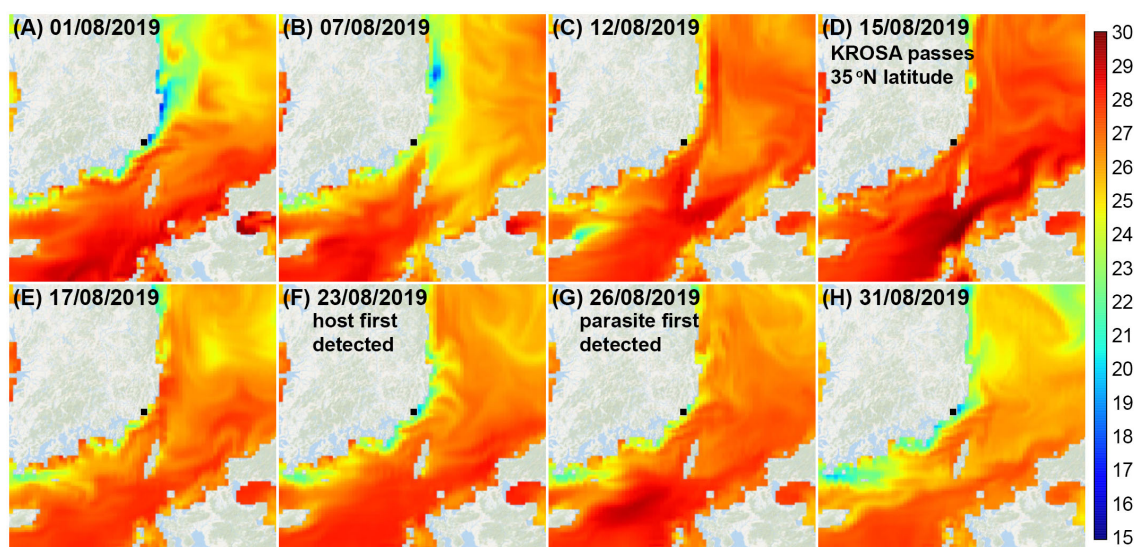 (A) 01/08/2019
(B) 07/08/2019
(C) 12/08/2019
(D) 15/08/2019
KROSA passes
35 °N latitude
(E) 17/08/2019
(F) 23/08/2019
host first
detected
(G) 26/08/2019
parasite first
detected
(H) 31/08/2019
30
29
28
27
26
25
24
23
22
21
20
19
18
17
16
15